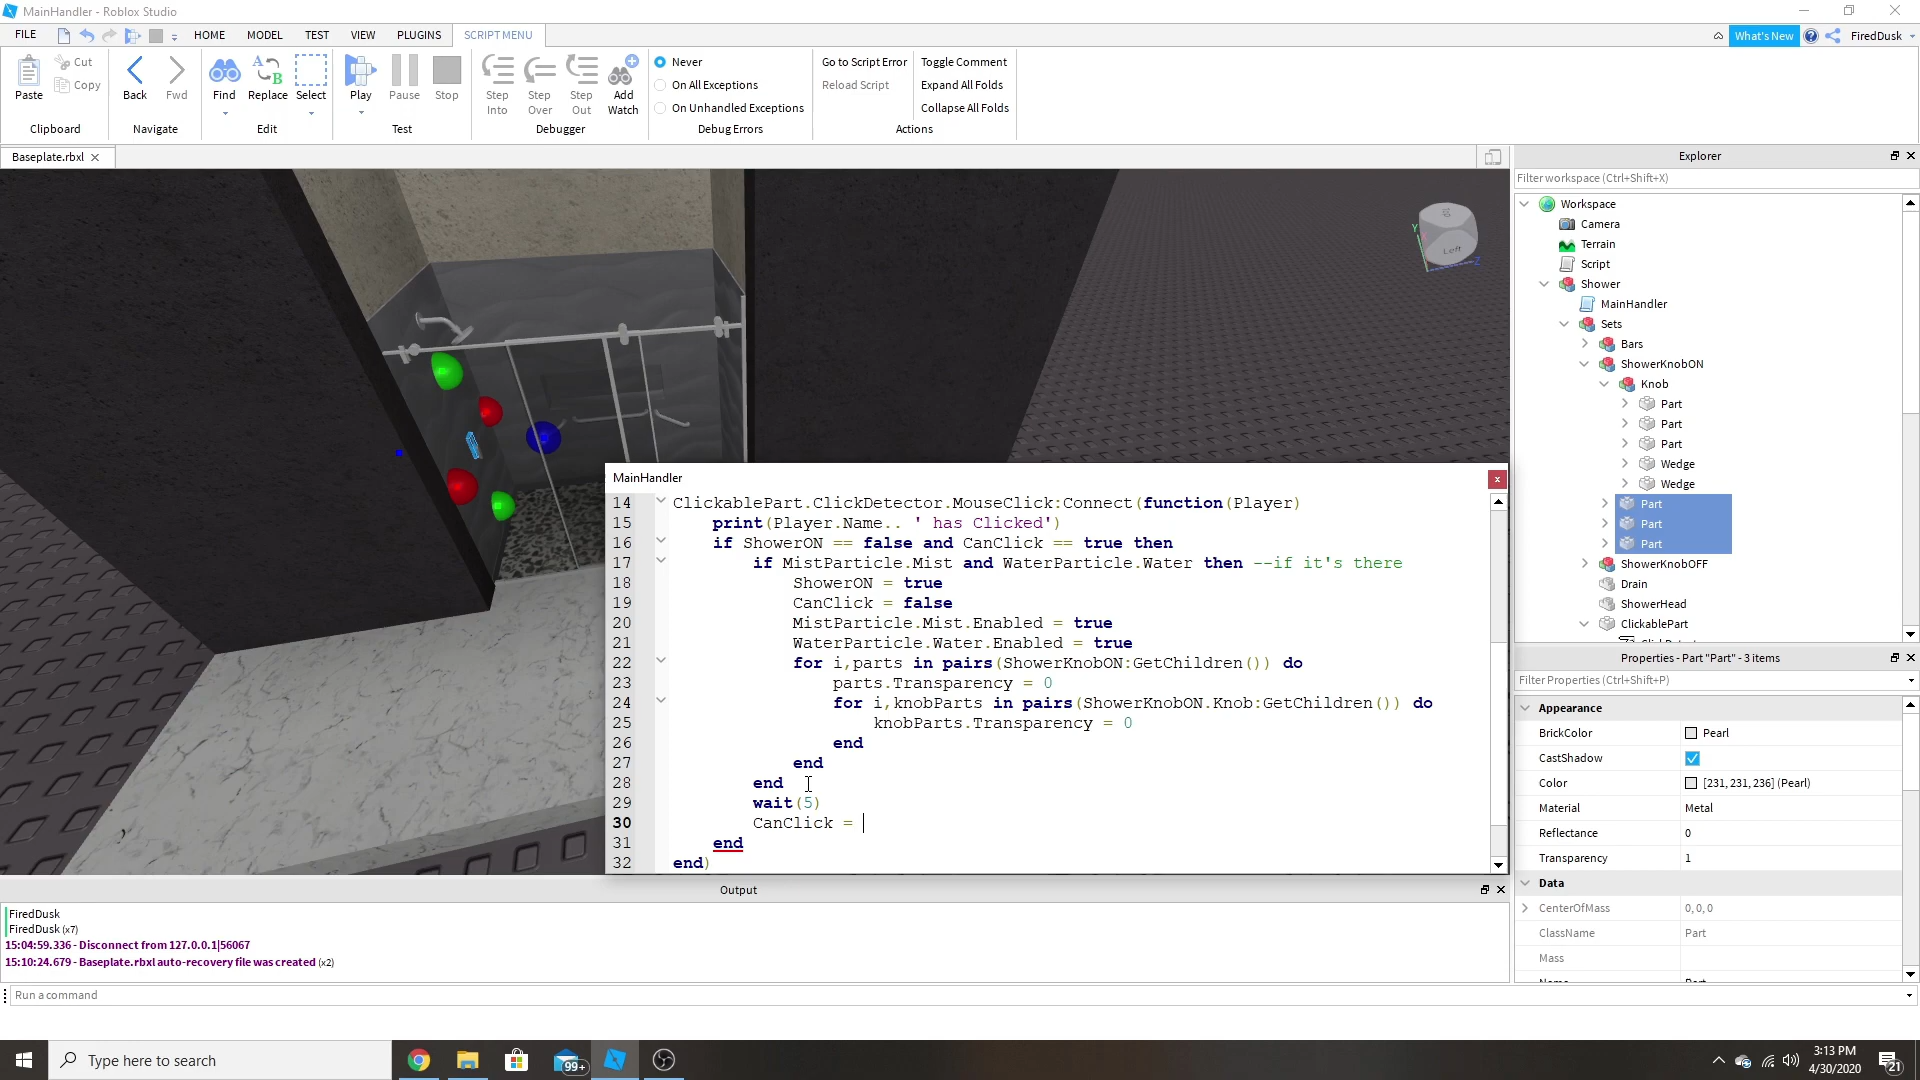 MainHandler - Roblox Studio
FILE HOME MODEL TEST VIEW PLUGINS SCRIPT MENU What's New FiredDusk
Paste Cut Copy Back Fwd Find Replace Select Play Pause Stop Step Into Step Over Step Out Add Watch
Never
On All Exceptions
On Unhandled Exceptions
Go to Script Error
Reload Script
Toggle Comment
Expand All Folds
Collapse All Folds
Clipboard Navigate Edit Test Debugger Debug Errors Actions
Baseplate.rbxl
Explorer
Filter workspace (Ctrl+Shift+X)
Workspace
Camera
Terrain
Script
Shower
MainHandler
Sets
Bars
ShowerKnobON
Knob
Part
Part
Part
Wedge
Wedge
Part
Part
Part
ShowerKnobOFF
Drain
ShowerHead
ClickablePart
Y
Left
Z
MainHandler
14 ClickablePart.ClickDetector.MouseClick:Connect(function(Player)
15 print(Player.Name.. ' has Clicked')
16 if ShowerON == false and CanClick == true then
17 if MistParticle.Mist and WaterParticle.Water then --if it's there
18 ShowerON = true
19 CanClick = false
20 MistParticle.Mist.Enabled = true
21 WaterParticle.Water.Enabled = true
22 for i,parts in pairs(ShowerKnobON:GetChildren()) do
23 parts.Transparency = 0
24 for i,knobParts in pairs(ShowerKnobON.Knob:GetChildren()) do
25 knobParts.Transparency = 0
26 end
27 end
28 end
29 wait(5)
30 CanClick =
31 end
32 end)
Properties - Part "Part" - 3 items
Filter Properties (Ctrl+Shift+P)
Appearance
BrickColor Pearl
CastShadow
Color [231, 231, 236] (Pearl)
Material Metal
Reflectance 0
Transparency 1
Data
CenterOfMass 0, 0, 0
ClassName Part
Mass
Output
FiredDusk
FiredDusk (x7)
15:04:59.336 - Disconnect from 127.0.0.1|56067
15:10:24.679 - Baseplate.rbxl auto-recovery file was created (x2)
Run a command
Type here to search
99+
3:13 PM
4/30/2020
21